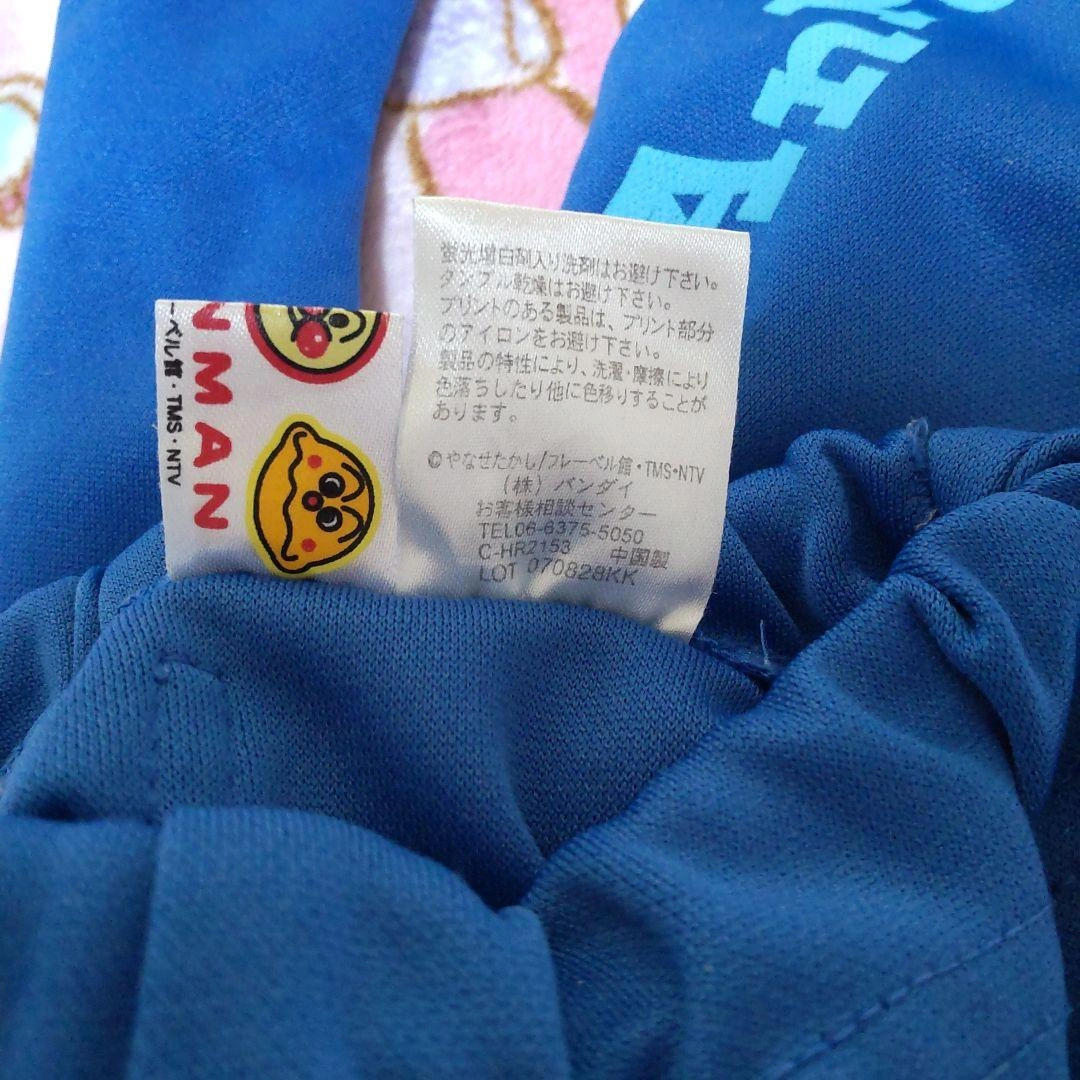 蛍光増白剤入り洗剤はお避け下さい。
タンブル乾燥はお避け下さい。
プリントのある製品は、プリント部分
のアイロンをお避け下さい。
製品の特性により、洗濯・摩擦により
色落ちしたり他に色移りすることが
あります。
©やなせたかし/フレーベル館・TMS・NTV
(株)バンダイ
お客様相談センター
TEL06-6375-5050
C-HR2153 中国製
LOT 070828KK
NMAN
ーベル館・TMS・NTV